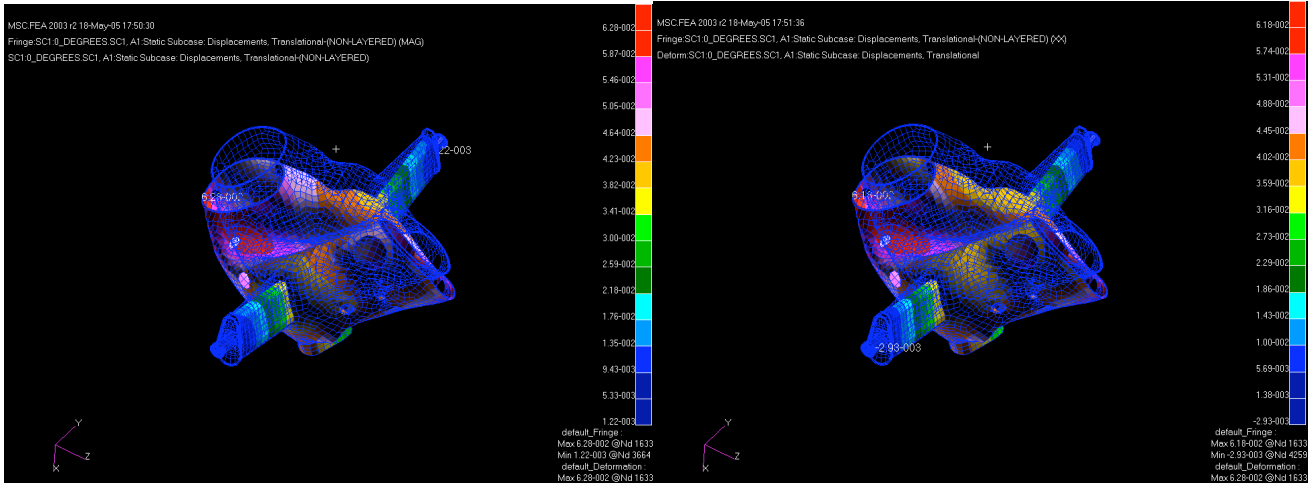 MSC.FEA 2003 r2 18-May-05 17:50:30
Fringe:SC1:0_DEGREES.SC1, A1:Static Subcase: Displacements, Translational-(NON-LAYERED) (MAG)
SC1:0_DEGREES.SC1, A1:Static Subcase: Displacements, Translational-(NON-LAYERED)
6.28-002
5.87-002
5.46-002
5.05-002
4.64-002
4.23-002
3.82-002
3.41-002
3.00-002
2.59-002
2.18-002
1.76-002
1.35-002
9.43-003
5.33-003
1.22-003
22-003
6.28-002
Y
Z
X
default_Fringe :
Max 6.28-002 @Nd 1633
Min 1.22-003 @Nd 3664
default_Deformation :
Max 6.28-002 @Nd 1633
MSC.FEA 2003 r2 18-May-05 17:51:36
Fringe:SC1:0_DEGREES.SC1, A1:Static Subcase: Displacements, Translational-(NON-LAYERED) (XX)
Deform:SC1:0_DEGREES.SC1, A1:Static Subcase: Displacements, Translational
6.18-002
5.74-002
5.31-002
4.88-002
4.45-002
4.02-002
3.59-002
3.16-002
2.73-002
2.29-002
1.86-002
1.43-002
1.00-002
5.69-003
1.38-003
-2.93-003
6.18-002
-2.93-003
Y
Z
X
default_Fringe :
Max 6.18-002 @Nd 1633
Min -2.93-003 @Nd 4259
default_Deformation :
Max 6.28-002 @Nd 1633